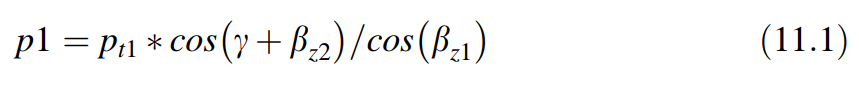 p1 = p_{t1} * cos(γ + β_{z2})/cos(β_{z1}) (11.1)